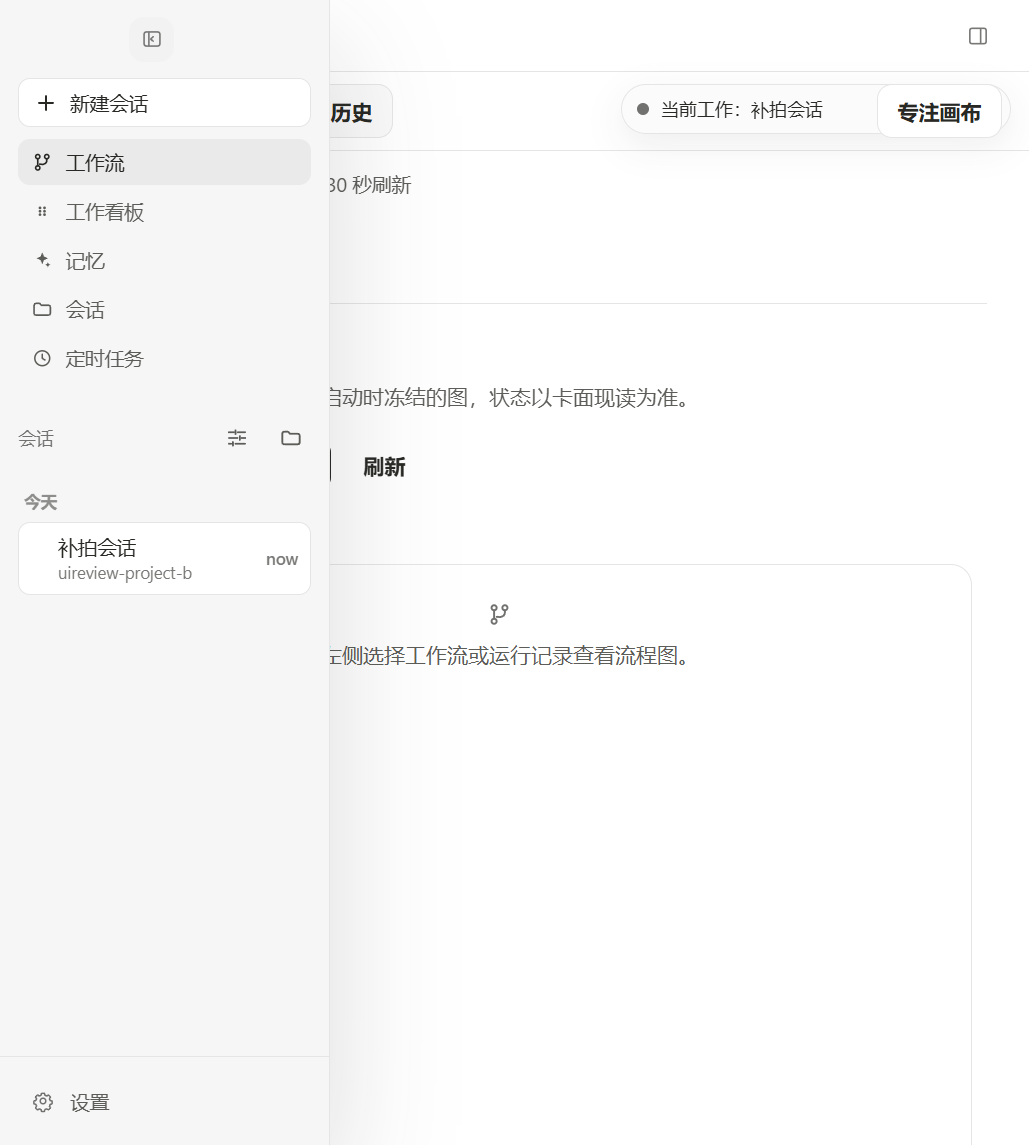 新建会话
工作流
工作看板
记忆
会话
定时任务
会话
今天
补拍会话
now
uireview-project-b
设置
历史
当前工作：补拍会话
专注画布
30 秒刷新
启动时冻结的图，状态以卡面现读为准。
刷新
左侧选择工作流或运行记录查看流程图。